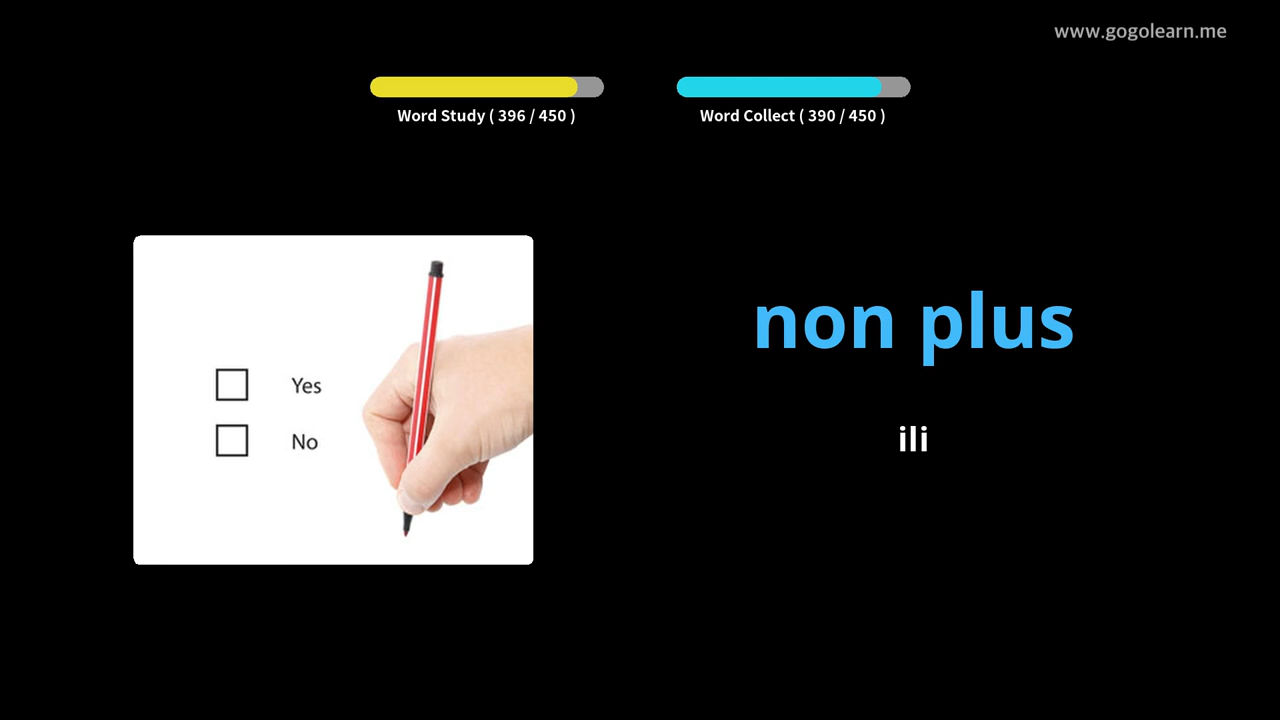 www.gogolearn.me
Word Study ( 396 / 450 )
Word Collect ( 390 / 450 )
Yes
No
non plus
ili